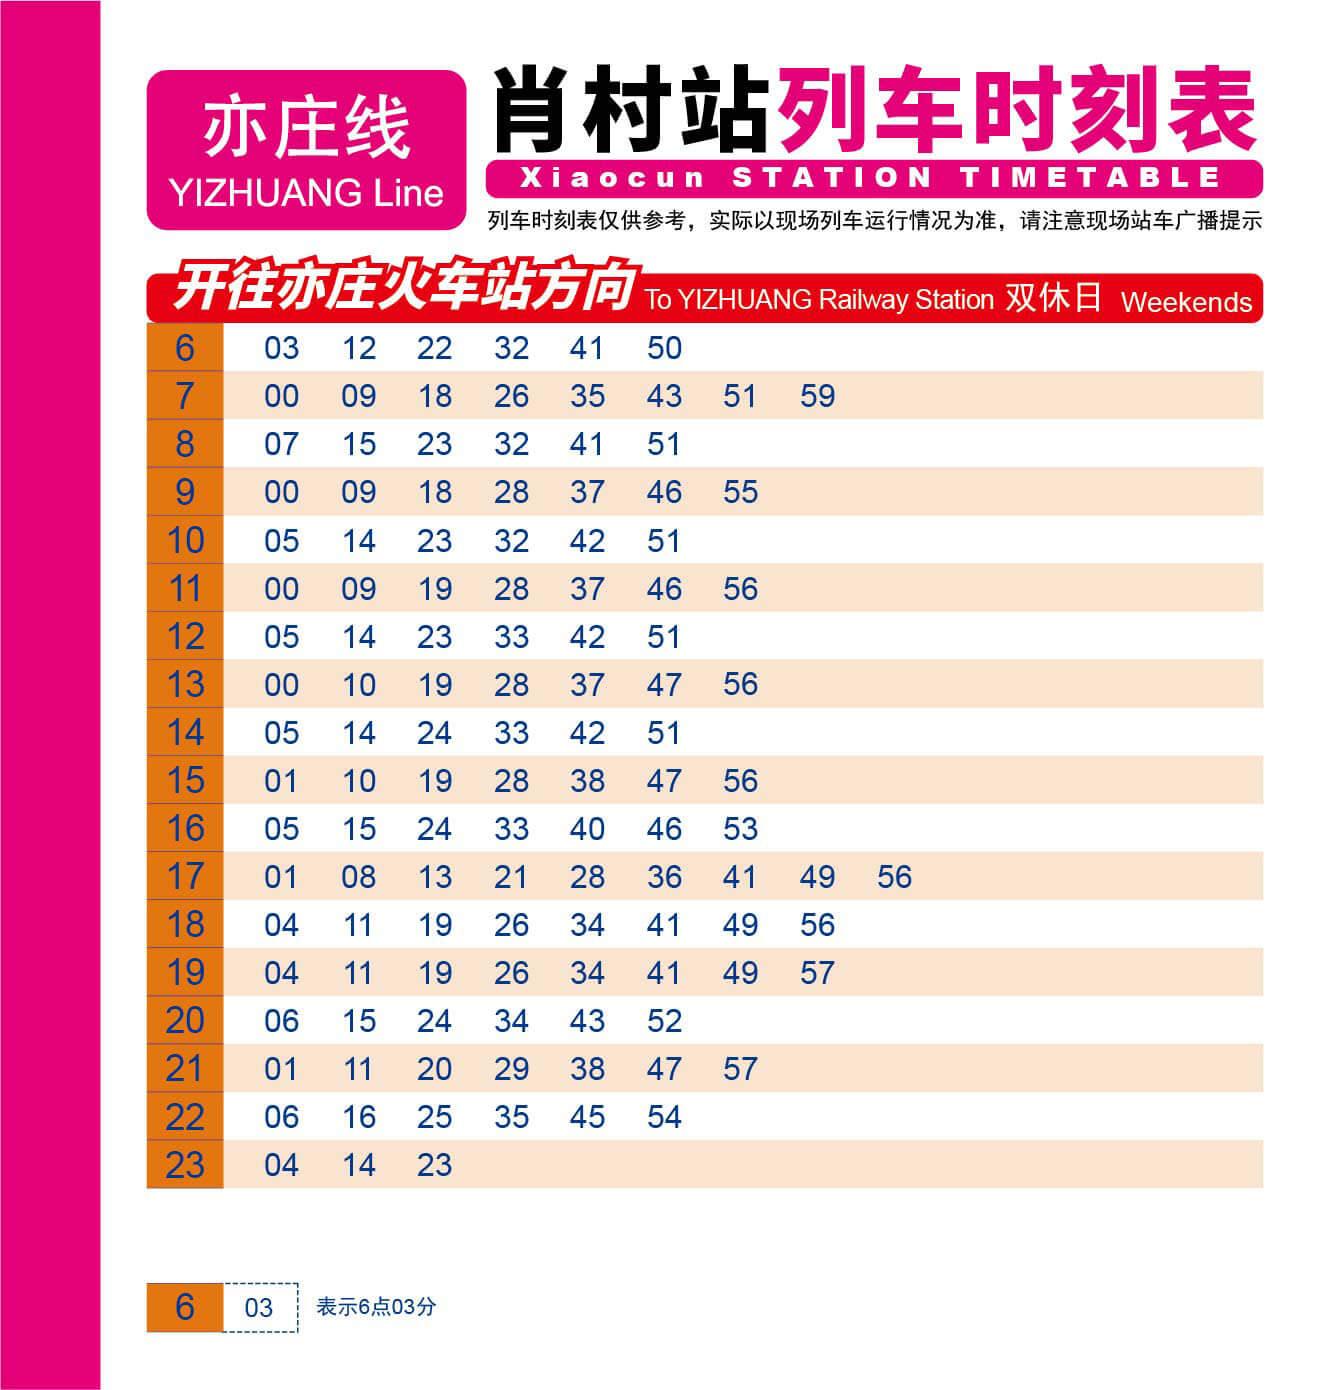 亦庄线
YIZHUANG Line
肖村站列车时刻表
Xiaocun STATION TIMETABLE
列车时刻表仅供参考，实际以现场列车运行情况为准，请注意现场站车广播提示
开往亦庄火车站方向 To YIZHUANG Railway Station 双休日 Weekends
6 03 12 22 32 41 50
7 00 09 18 26 35 43 51 59
8 07 15 23 32 41 51
9 00 09 18 28 37 46 55
10 05 14 23 32 42 51
11 00 09 19 28 37 46 56
12 05 14 23 33 42 51
13 00 10 19 28 37 47 56
14 05 14 24 33 42 51
15 01 10 19 28 38 47 56
16 05 15 24 33 40 46 53
17 01 08 13 21 28 36 41 49 56
18 04 11 19 26 34 41 49 56
19 04 11 19 26 34 41 49 57
20 06 15 24 34 43 52
21 01 11 20 29 38 47 57
22 06 16 25 35 45 54
23 04 14 23
6 03 表示6点03分